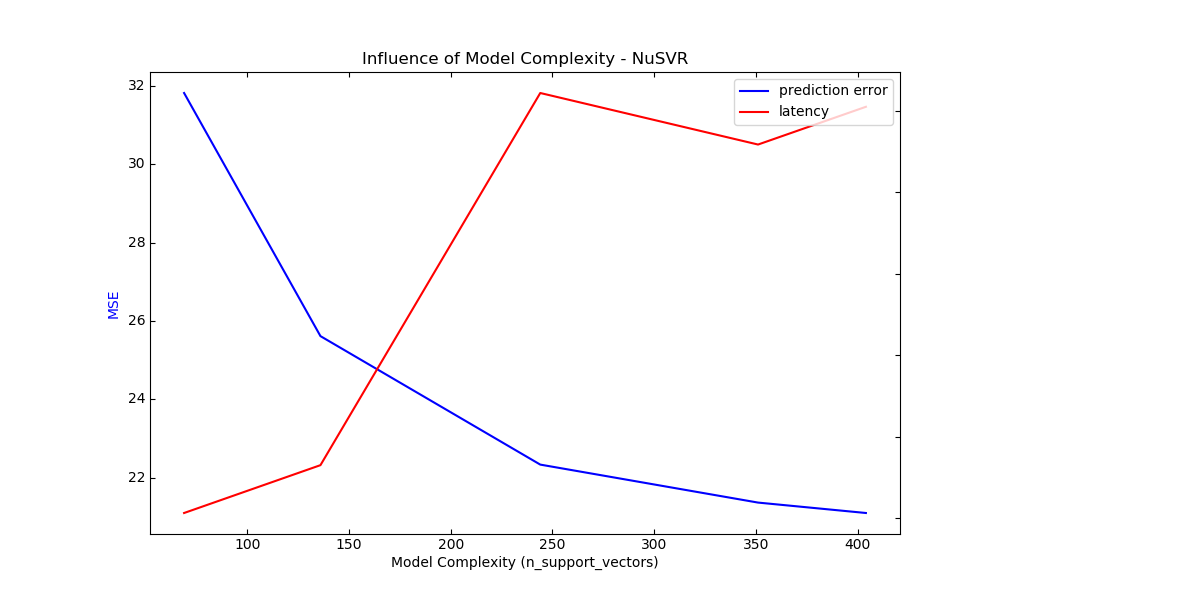 Influence of Model Complexity - NuSVR
prediction error
latency
32
30
28
26
24
22
MSE
100 150 200 250 300 350 400
Model Complexity (n_support_vectors)